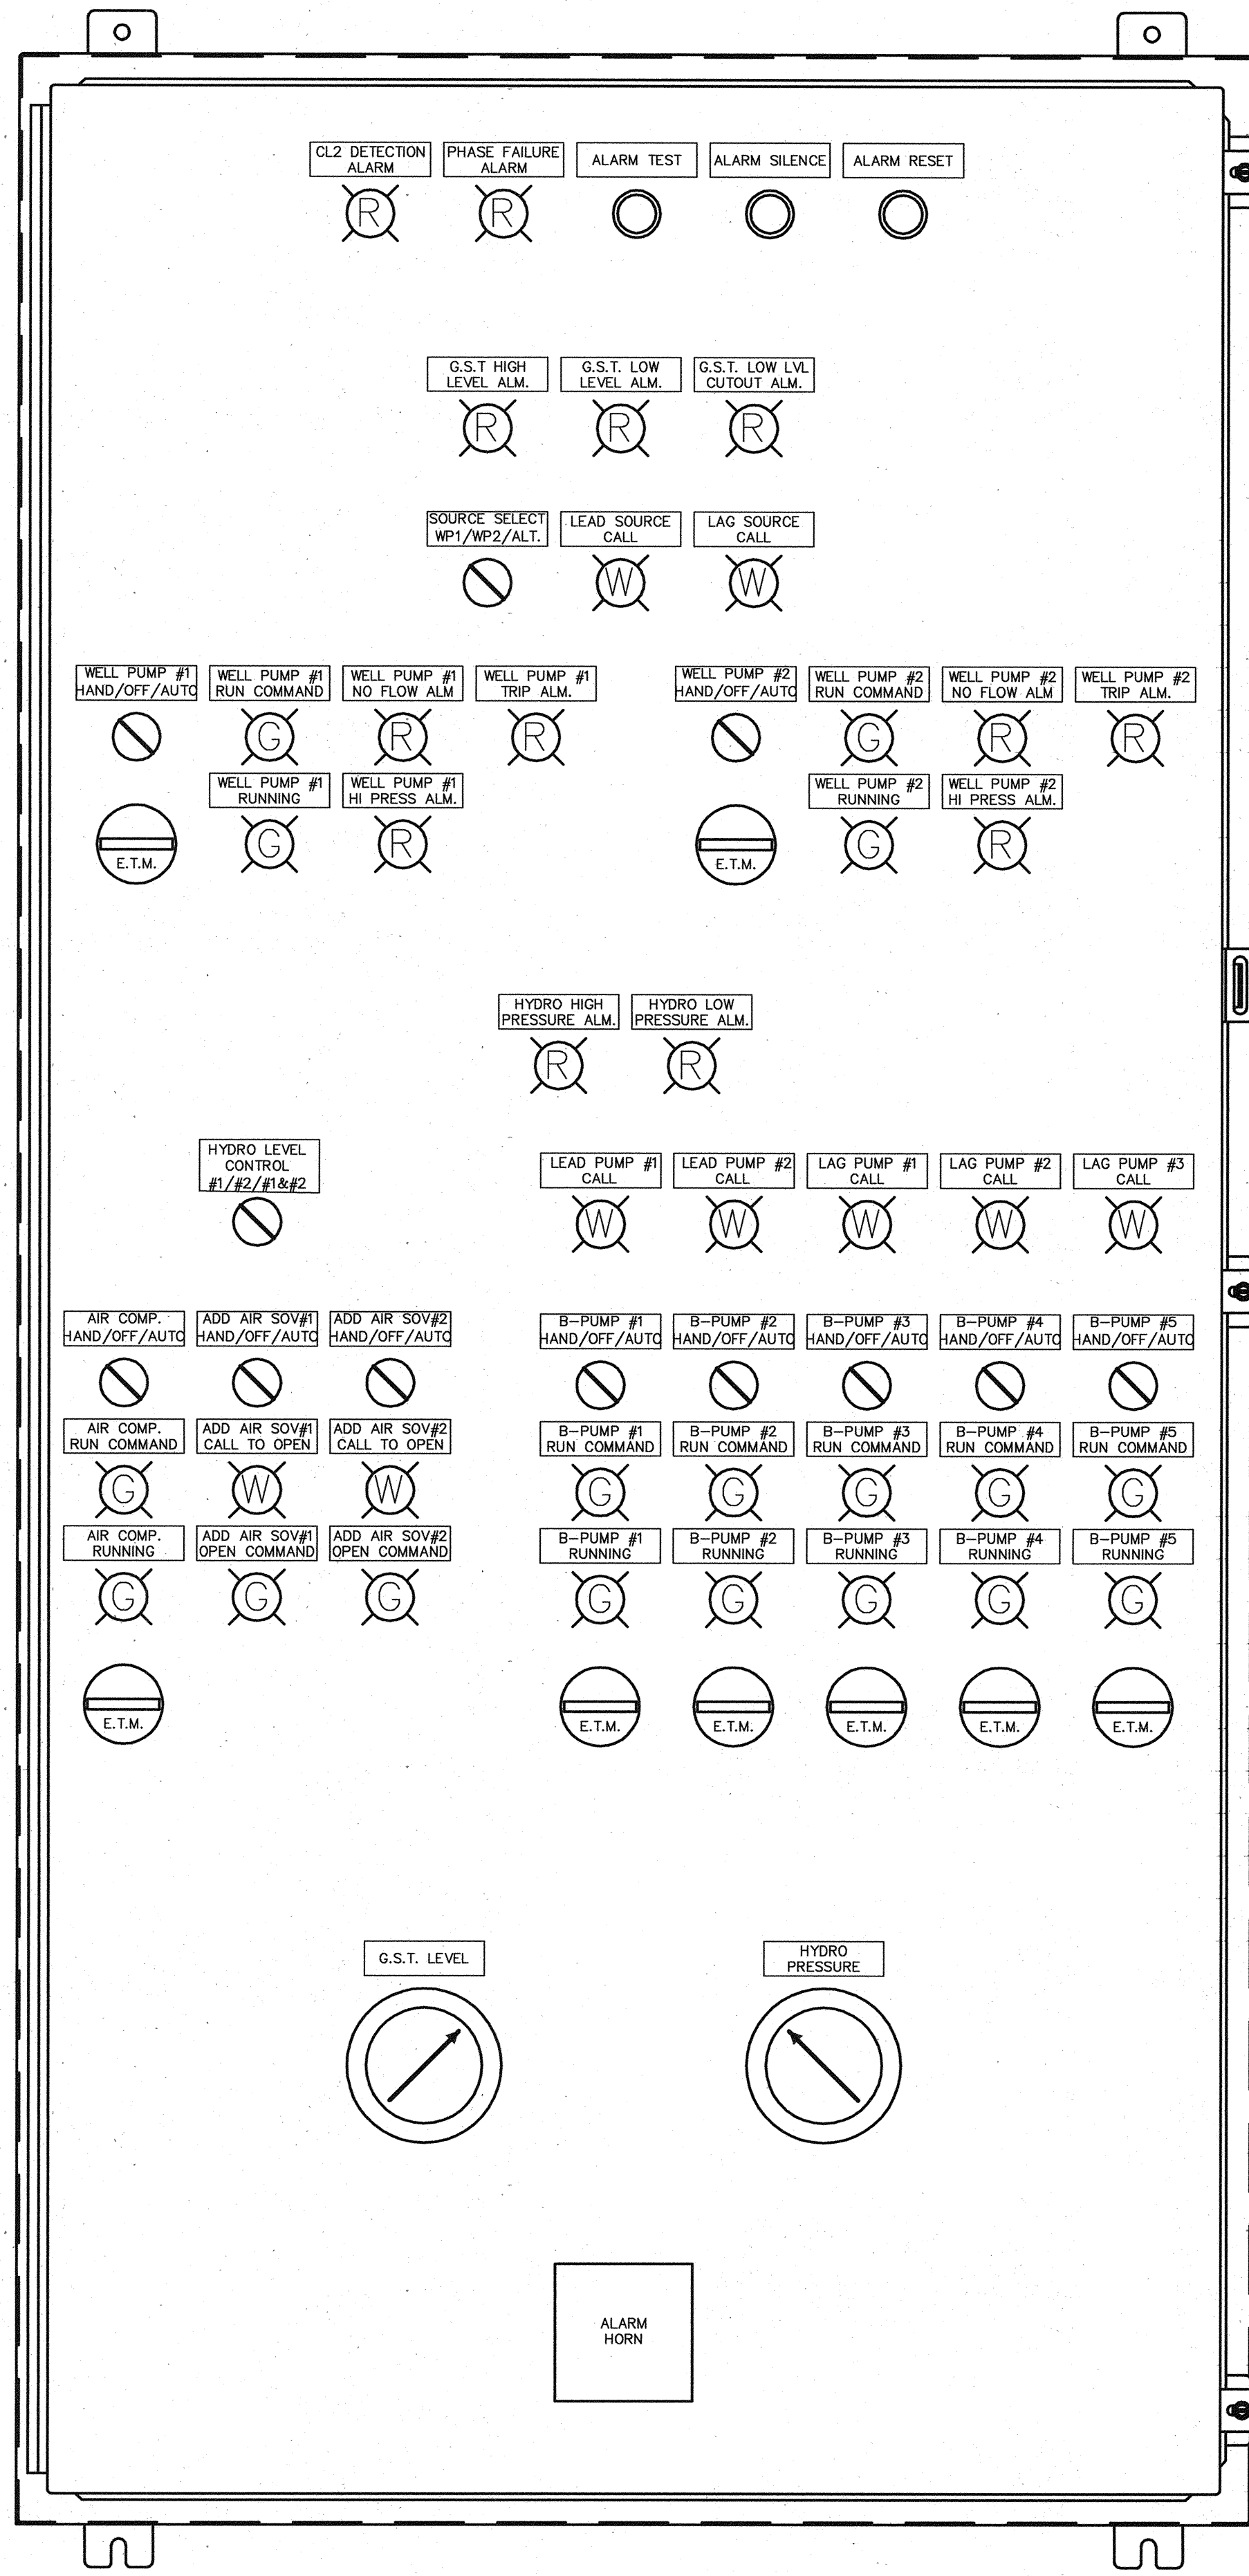 CL2 DETECTION
ALARM
PHASE FAILURE
ALARM
ALARM TEST
ALARM SILENCE
ALARM RESET
R
R
G.S.T HIGH
LEVEL ALM.
G.S.T. LOW
LEVEL ALM.
G.S.T. LOW LVL
CUTOUT ALM.
R
R
R
SOURCE SELECT
WP1/WP2/ALT.
LEAD SOURCE
CALL
LAG SOURCE
CALL
W
W
WELL PUMP #1
HAND/OFF/AUTO
WELL PUMP #1
RUN COMMAND
WELL PUMP #1
NO FLOW ALM
WELL PUMP #1
TRIP ALM.
WELL PUMP #2
HAND/OFF/AUTO
WELL PUMP #2
RUN COMMAND
WELL PUMP #2
NO FLOW ALM
WELL PUMP #2
TRIP ALM.
G
R
R
G
R
R
WELL PUMP #1
RUNNING
WELL PUMP #1
HI PRESS ALM.
WELL PUMP #2
RUNNING
WELL PUMP #2
HI PRESS ALM.
E.T.M.
G
R
E.T.M.
G
R
HYDRO HIGH
PRESSURE ALM.
HYDRO LOW
PRESSURE ALM.
R
R
HYDRO LEVEL
CONTROL
#1/#2/#1&#2
LEAD PUMP #1
CALL
LEAD PUMP #2
CALL
LAG PUMP #1
CALL
LAG PUMP #2
CALL
LAG PUMP #3
CALL
W
W
W
W
W
AIR COMP.
HAND/OFF/AUTO
ADD AIR SOV#1
HAND/OFF/AUTO
ADD AIR SOV#2
HAND/OFF/AUTO
B-PUMP #1
HAND/OFF/AUTO
B-PUMP #2
HAND/OFF/AUTO
B-PUMP #3
HAND/OFF/AUTO
B-PUMP #4
HAND/OFF/AUTO
B-PUMP #5
HAND/OFF/AUTO
AIR COMP.
RUN COMMAND
ADD AIR SOV#1
CALL TO OPEN
ADD AIR SOV#2
CALL TO OPEN
B-PUMP #1
RUN COMMAND
B-PUMP #2
RUN COMMAND
B-PUMP #3
RUN COMMAND
B-PUMP #4
RUN COMMAND
B-PUMP #5
RUN COMMAND
G
W
W
G
G
G
G
G
AIR COMP.
RUNNING
ADD AIR SOV#1
OPEN COMMAND
ADD AIR SOV#2
OPEN COMMAND
B-PUMP #1
RUNNING
B-PUMP #2
RUNNING
B-PUMP #3
RUNNING
B-PUMP #4
RUNNING
B-PUMP #5
RUNNING
G
G
G
G
G
G
G
G
E.T.M.
E.T.M.
E.T.M.
E.T.M.
E.T.M.
E.T.M.
G.S.T. LEVEL
HYDRO
PRESSURE
ALARM
HORN